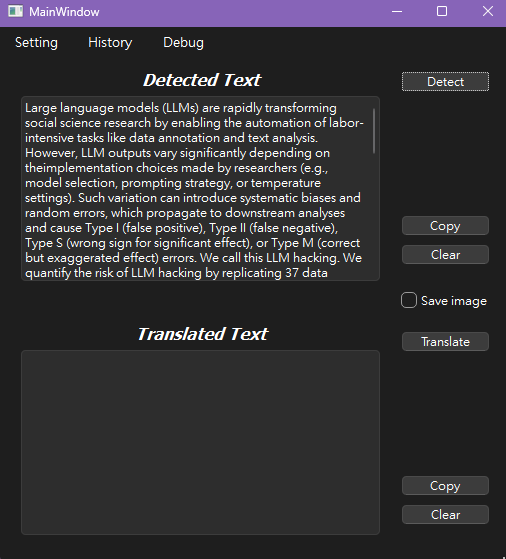 MainWindow
Setting History Debug
Detected Text
Detect
Large language models (LLMs) are rapidly transforming
social science research by enabling the automation of labor-
intensive tasks like data annotation and text analysis.
However, LLM outputs vary significantly depending on
theimplementation choices made by researchers (e.g.,
model selection, prompting strategy, or temperature
settings). Such variation can introduce systematic biases and
random errors, which propagate to downstream analyses
and cause Type I (false positive), Type II (false negative),
Type S (wrong sign for significant effect), or Type M (correct
but exaggerated effect) errors. We call this LLM hacking. We
quantify the risk of LLM hacking by replicating 37 data
Copy
Clear
Save image
Translated Text
Translate
Copy
Clear